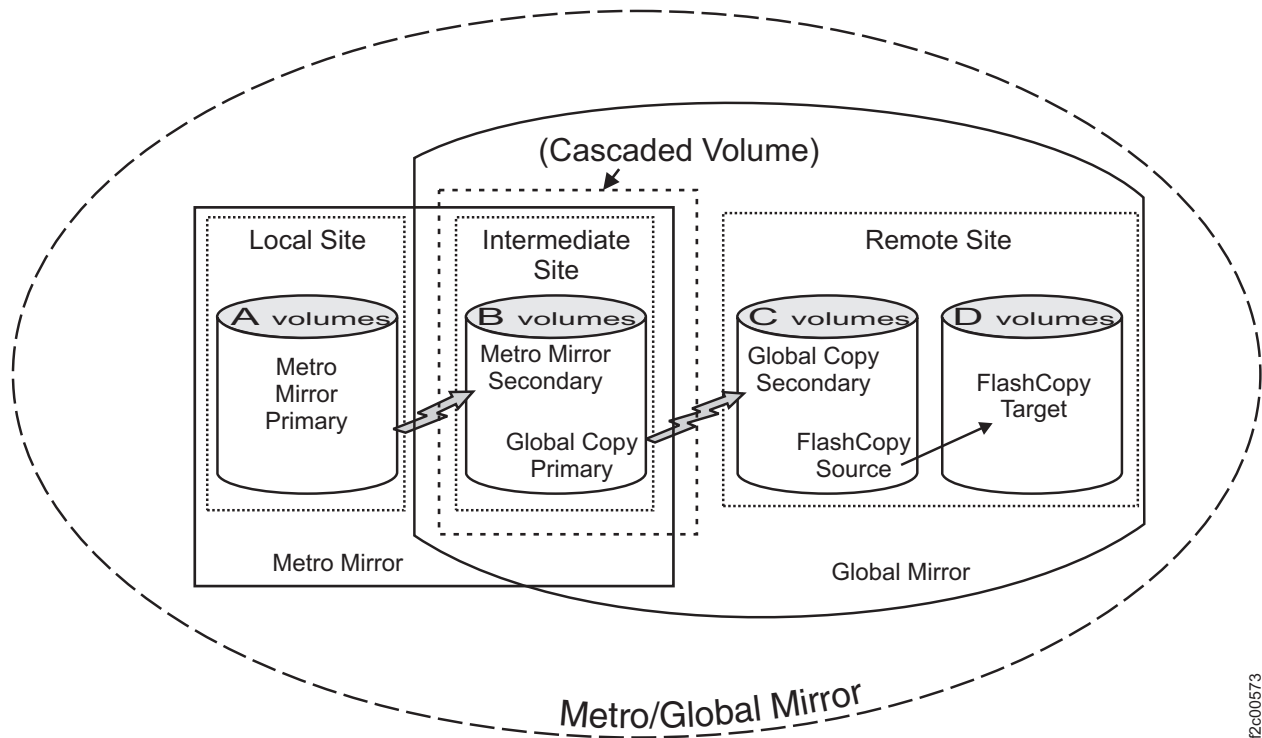 (Cascaded Volume)
Local Site
Intermediate
Site
Remote Site
A volumes
B volumes
C volumes
D volumes
Metro
Mirror
Primary
Metro Mirror
Secondary
Global Copy
Primary
Global Copy
Secondary
FlashCopy
Source
FlashCopy
Target
Metro Mirror
Global Mirror
Metro/Global Mirror
f2c00573